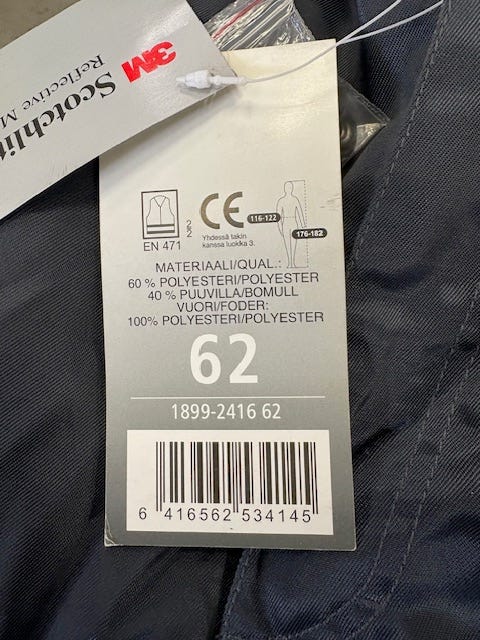 3M
Scotchlit
Reflective M
EN 471
2
2
CE
Yhdessä takin
kanssa luokka 3.
116-122
176-182
MATERIAALI/QUAL.:
60 % POLYESTERI/POLYESTER
40 % PUUVILLA/BOMULL
VUORI/FODER:
100% POLYESTERI/POLYESTER
62
1899-2416 62
6 416562 534145